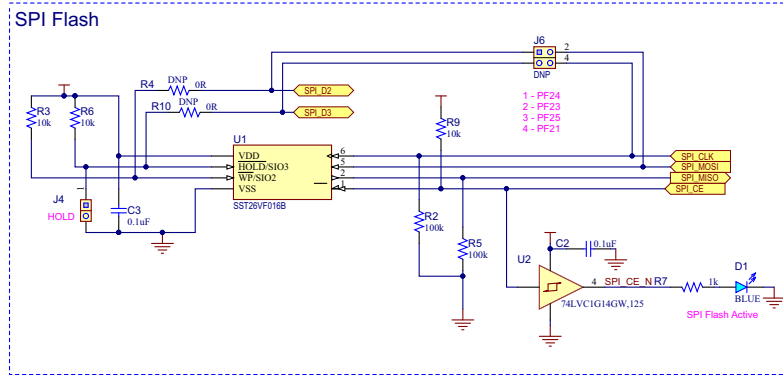 SPI Flash
J6
2
4
DNP
R4
DNP
0R
SPI_D2
R10
DNP
0R
SPI_D3
1 - PF24
2 - PF23
3 - PF25
4 - PF21
R3
10k
R6
10k
R9
10k
U1
VDD
HOLD/SIO3
WP/SIO2
VSS
6
5
2
1
SST26VF016B
SPI_CLK
SPI_MOSI
SPI_MISO
SPI_CE
J4
1
HOLD
C3
0.1uF
R2
100k
R5
100k
C2
0.1uF
U2
4
SPI_CE_N
R7
1k
D1
BLUE
74LVC1G14GW,125
SPI Flash Active